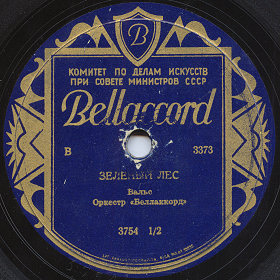 B
КОМИТЕТ ПО ДЕЛАМ ИСКУССТВ
ПРИ СОВЕТЕ МИНИСТРОВ СССР
Bellaccord
В 3373
ЗЕЛЕНЫЙ ЛЕС
Вальс
Оркестр «Беллаккорд»
3754 1/2